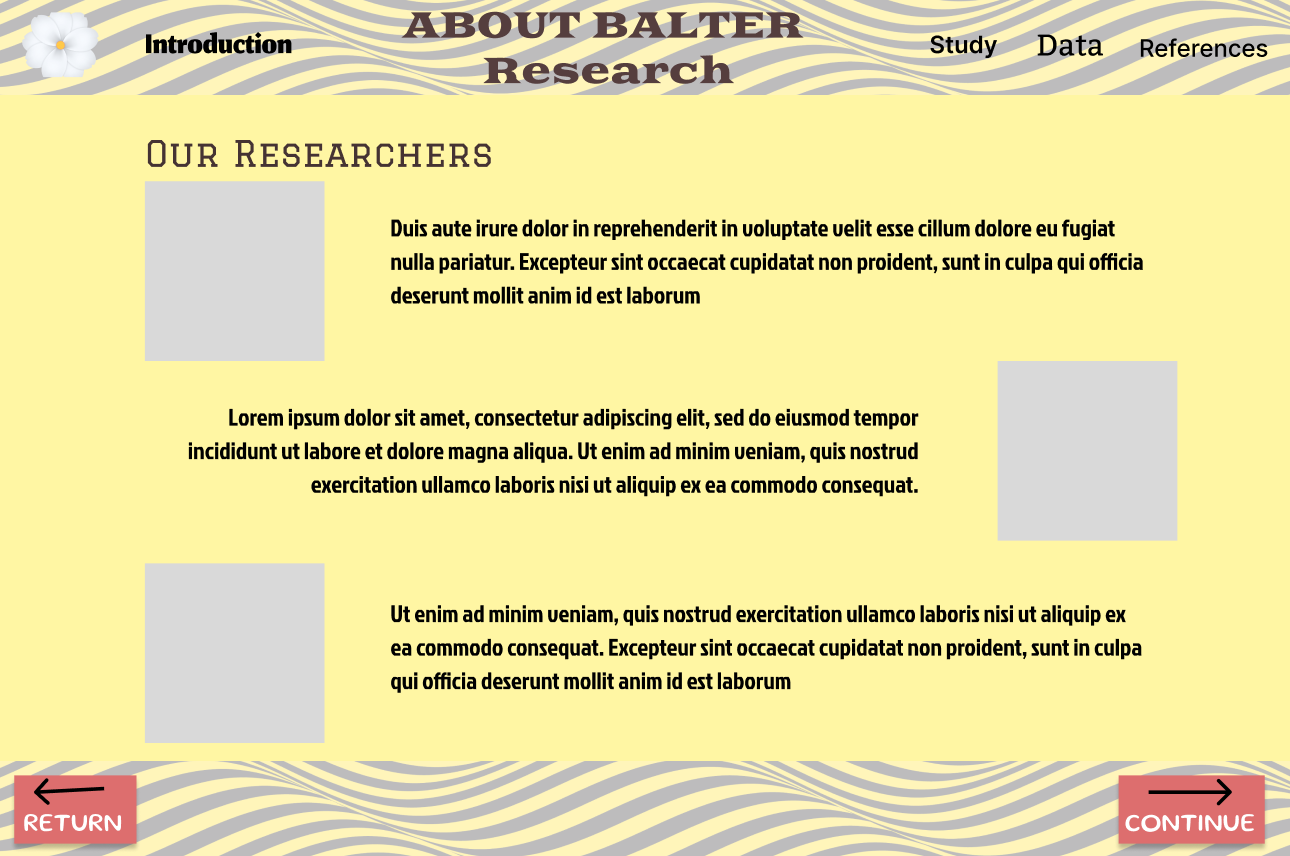 Introduction
ABOUT BALTER
Research
Study
Data
References
Our Researchers
Duis aute irure dolor in reprehenderit in voluptate velit esse cillum dolore eu fugiat
nulla pariatur. Excepteur sint occaecat cupidatat non proident, sunt in culpa qui officia
deserunt mollit anim id est laborum
Lorem ipsum dolor sit amet, consectetur adipiscing elit, sed do eiusmod tempor
incididunt ut labore et dolore magna aliqua. Ut enim ad minim veniam, quis nostrud
exercitation ullamco laboris nisi ut aliquip ex ea commodo consequat.
Ut enim ad minim veniam, quis nostrud exercitation ullamco laboris nisi ut aliquip ex
ea commodo consequat. Excepteur sint occaecat cupidatat non proident, sunt in culpa
qui officia deserunt mollit anim id est laborum
RETURN
CONTINUE